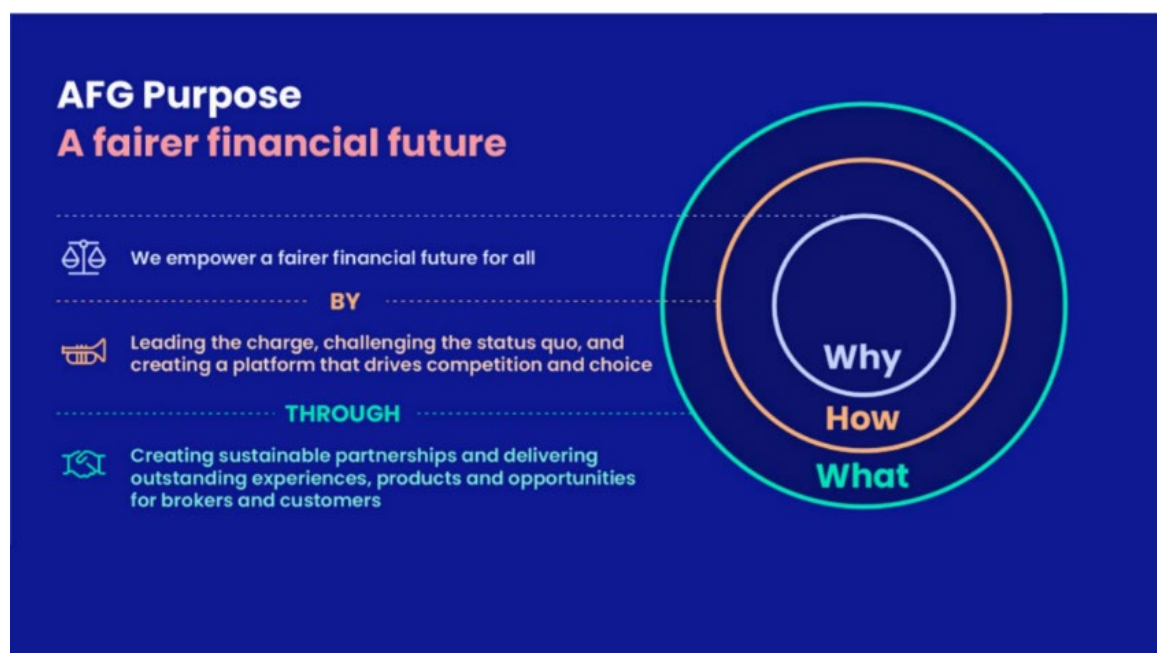 AFG Purpose
A fairer financial future
We empower a fairer financial future for all
BY
Leading the charge, challenging the status quo, and
creating a platform that drives competition and choice
THROUGH
Creating sustainable partnerships and delivering
outstanding experiences, products and opportunities
for brokers and customers
Why
How
What